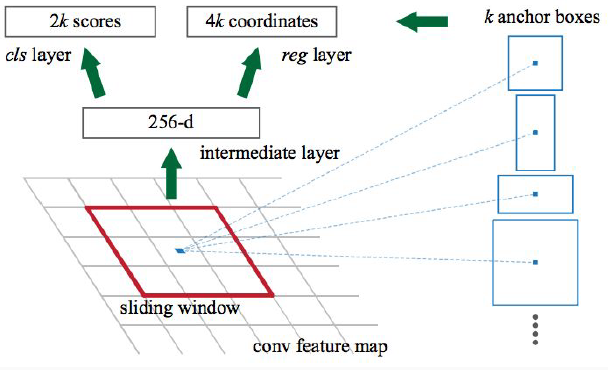 2k scores
4k coordinates
k anchor boxes
cls layer
reg layer
256-d
intermediate layer
sliding window
conv feature map